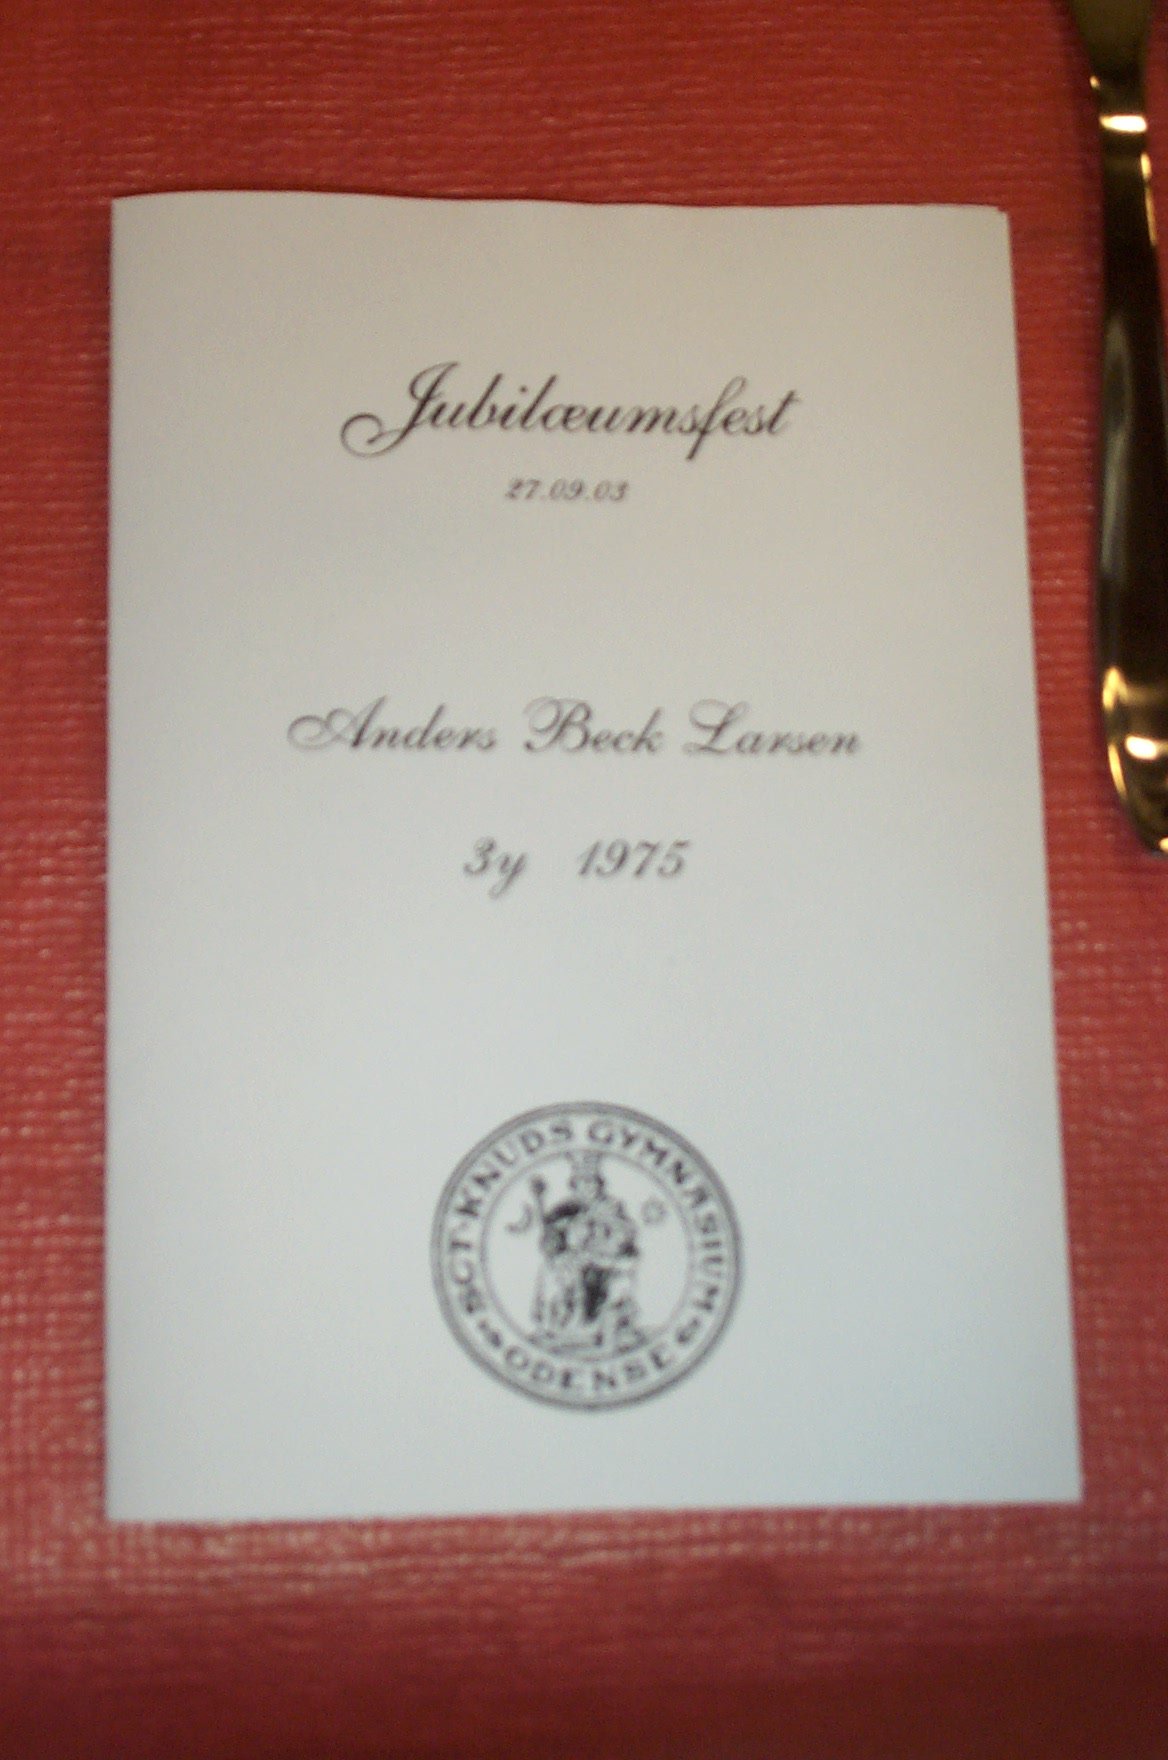 Jubilæumsfest
27.09.03
Anders Beck Larsen
3y 1975
SCT·KNUDS GYMNASIUM
ODENSE